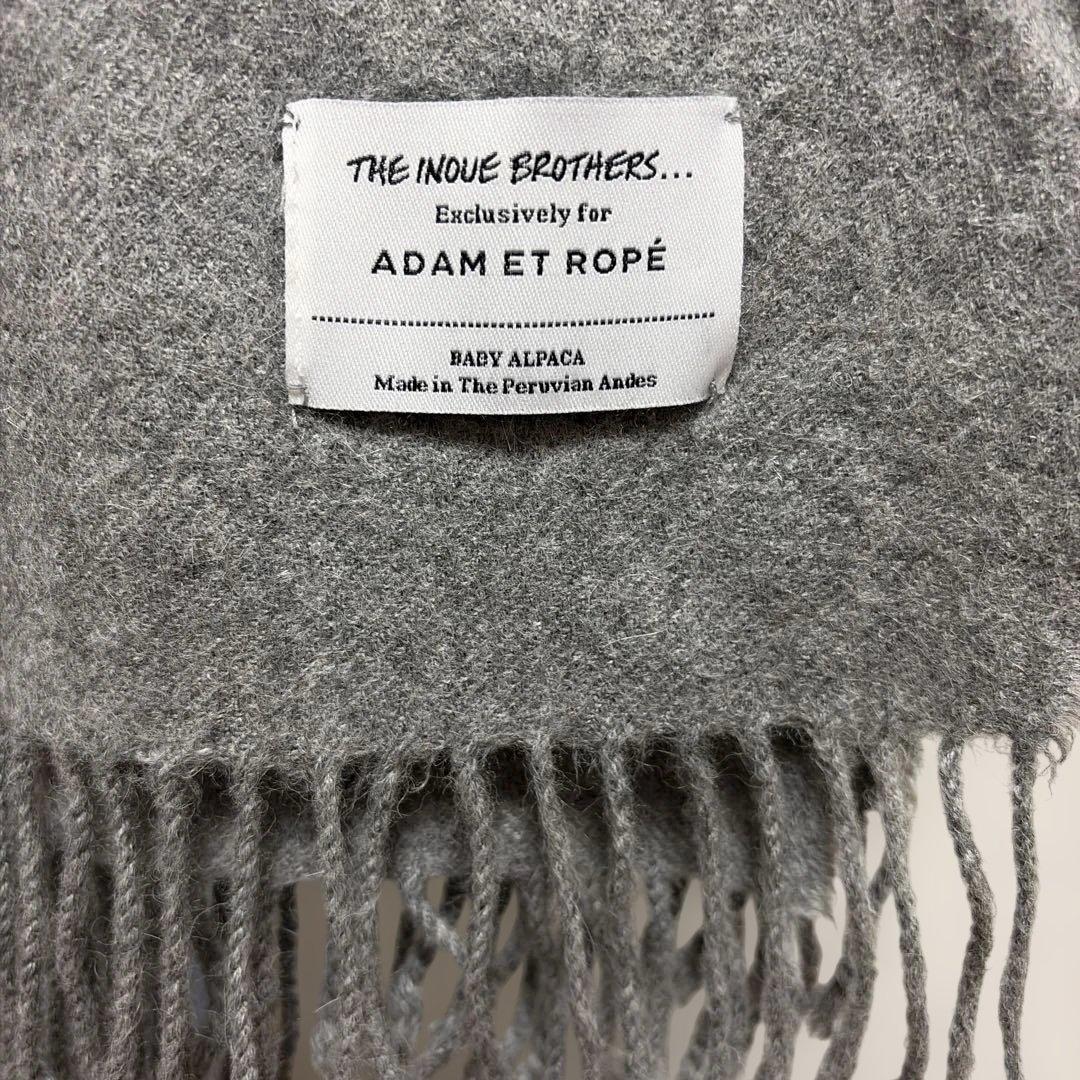 THE INOUE BROTHERS...
Exclusively for
ADAM ET ROPÉ
BABY ALPACA
Made in The Peruvian Andes